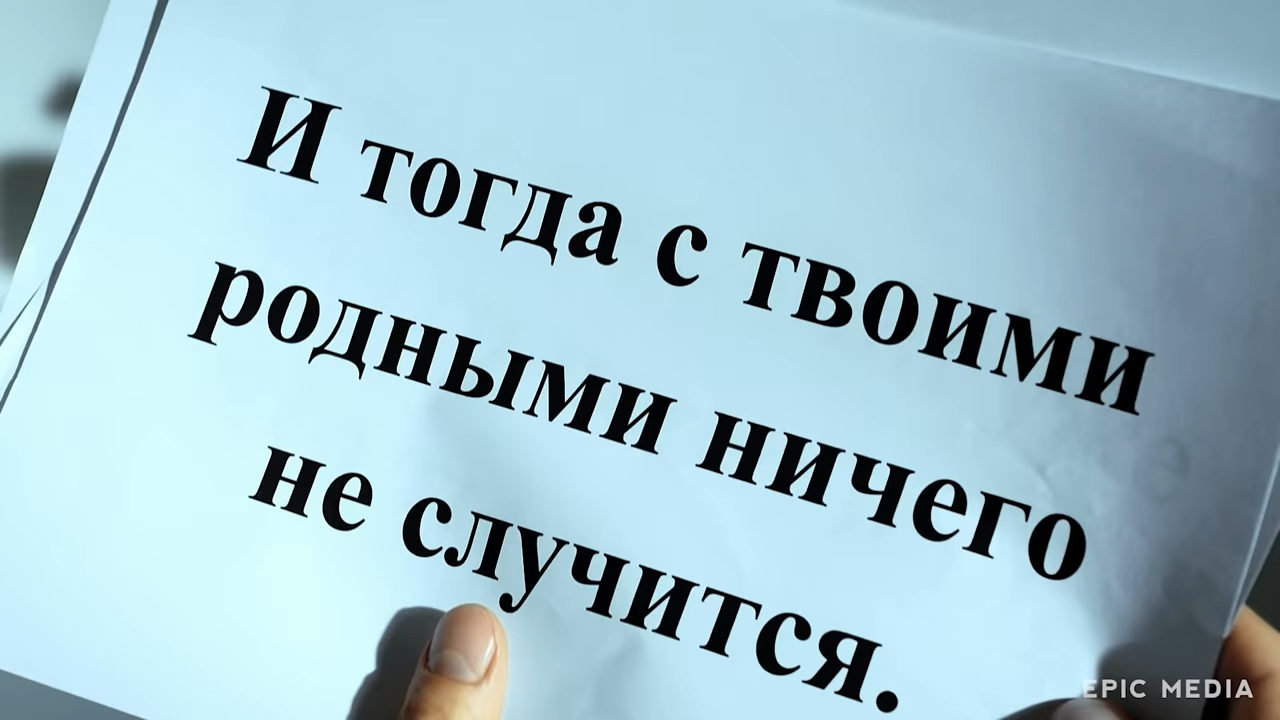 И тогда с твоими
родными ничего
не случится.
EPIC MEDIA